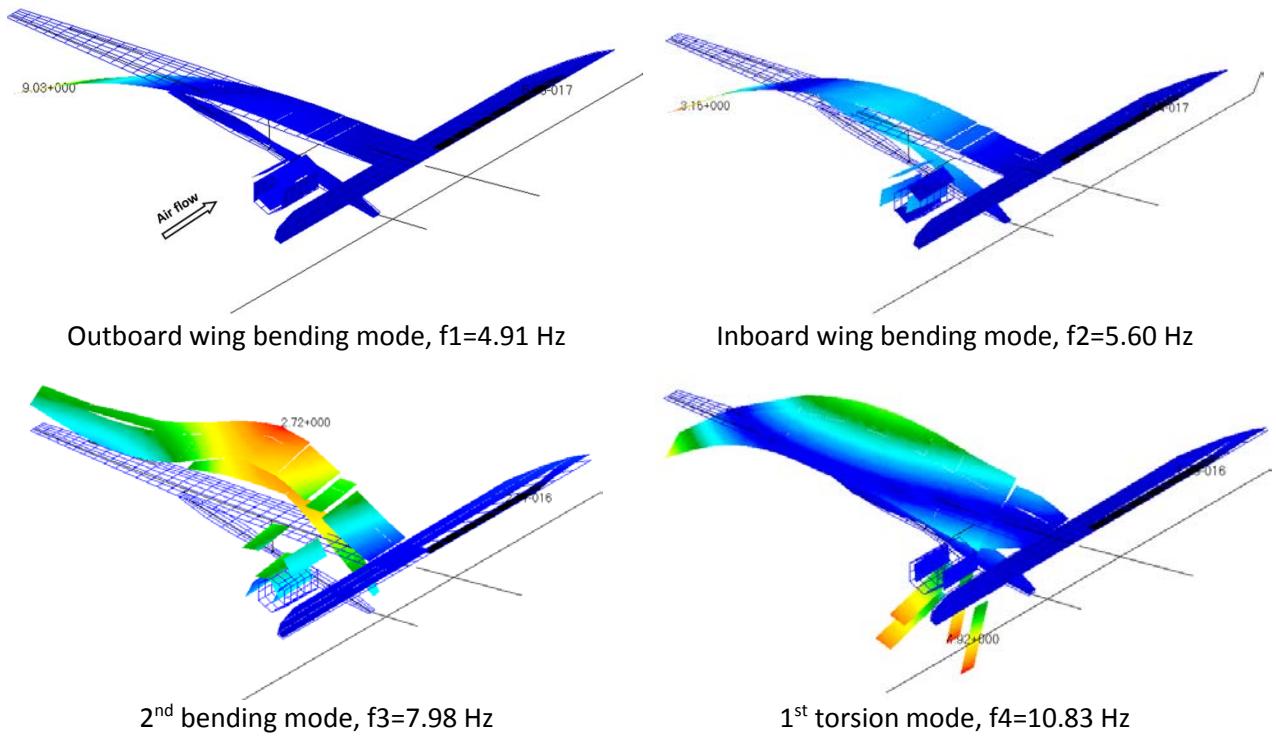 9.03+000
Air flow
Outboard wing bending mode, f1=4.91 Hz
3.15+000
Inboard wing bending mode, f2=5.60 Hz
2.72+000
2nd bending mode, f3=7.98 Hz
4.92+000
1st torsion mode, f4=10.83 Hz